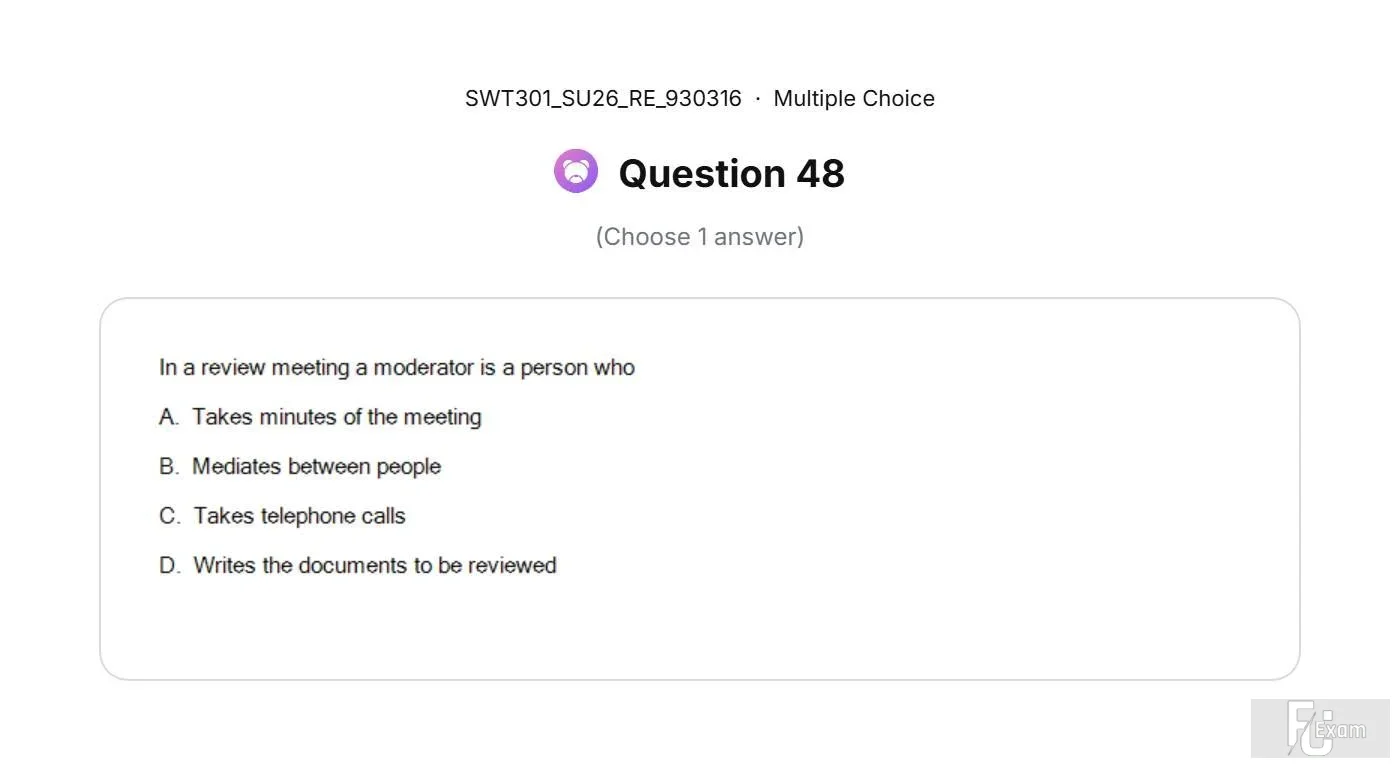 SWT301_SU26_RE_930316 · Multiple Choice
Question 48
(Choose 1 answer)
In a review meeting a moderator is a person who
A. Takes minutes of the meeting
B. Mediates between people
C. Takes telephone calls
D. Writes the documents to be reviewed
FU Exam